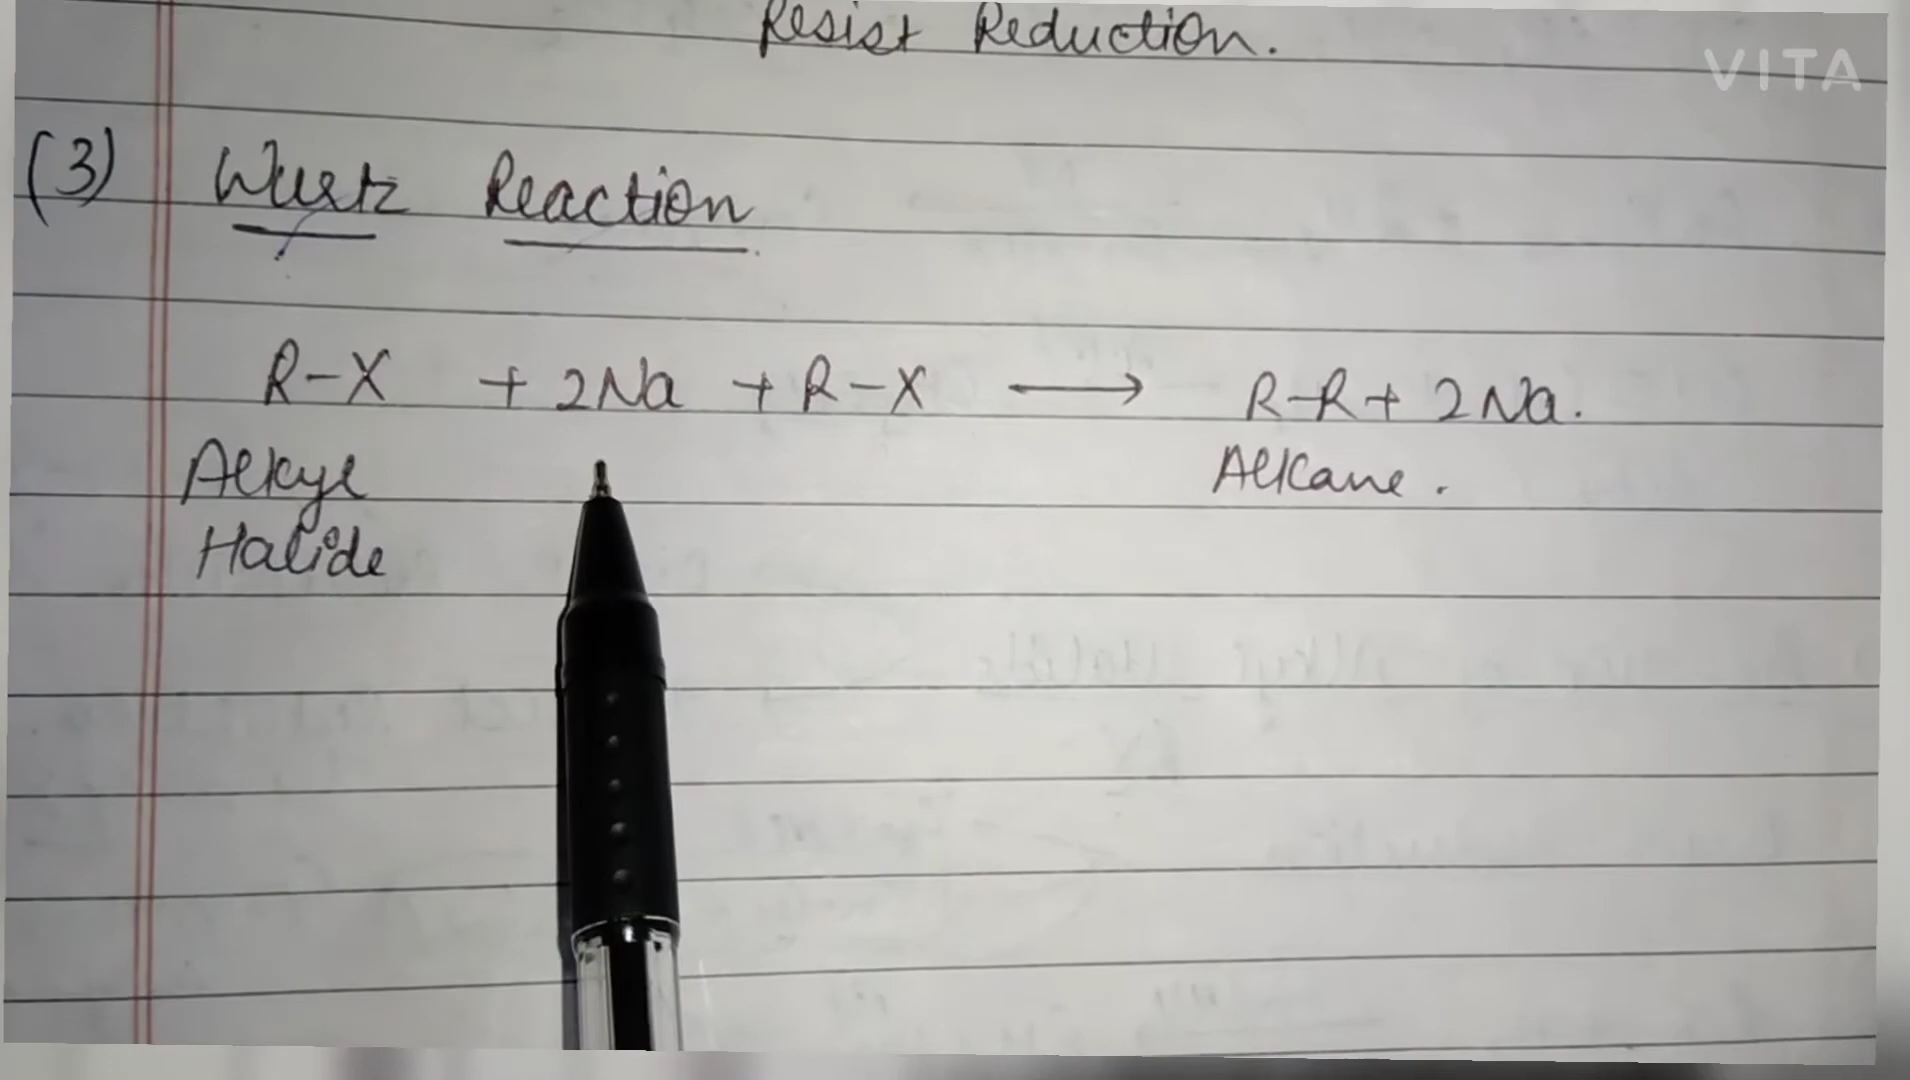 Resist Reduction.
VITA
(3) Wurtz Reaction.
R-X + 2Na + R-X ⟶ R-R + 2Na.
Alkyl Alkane.
Halide